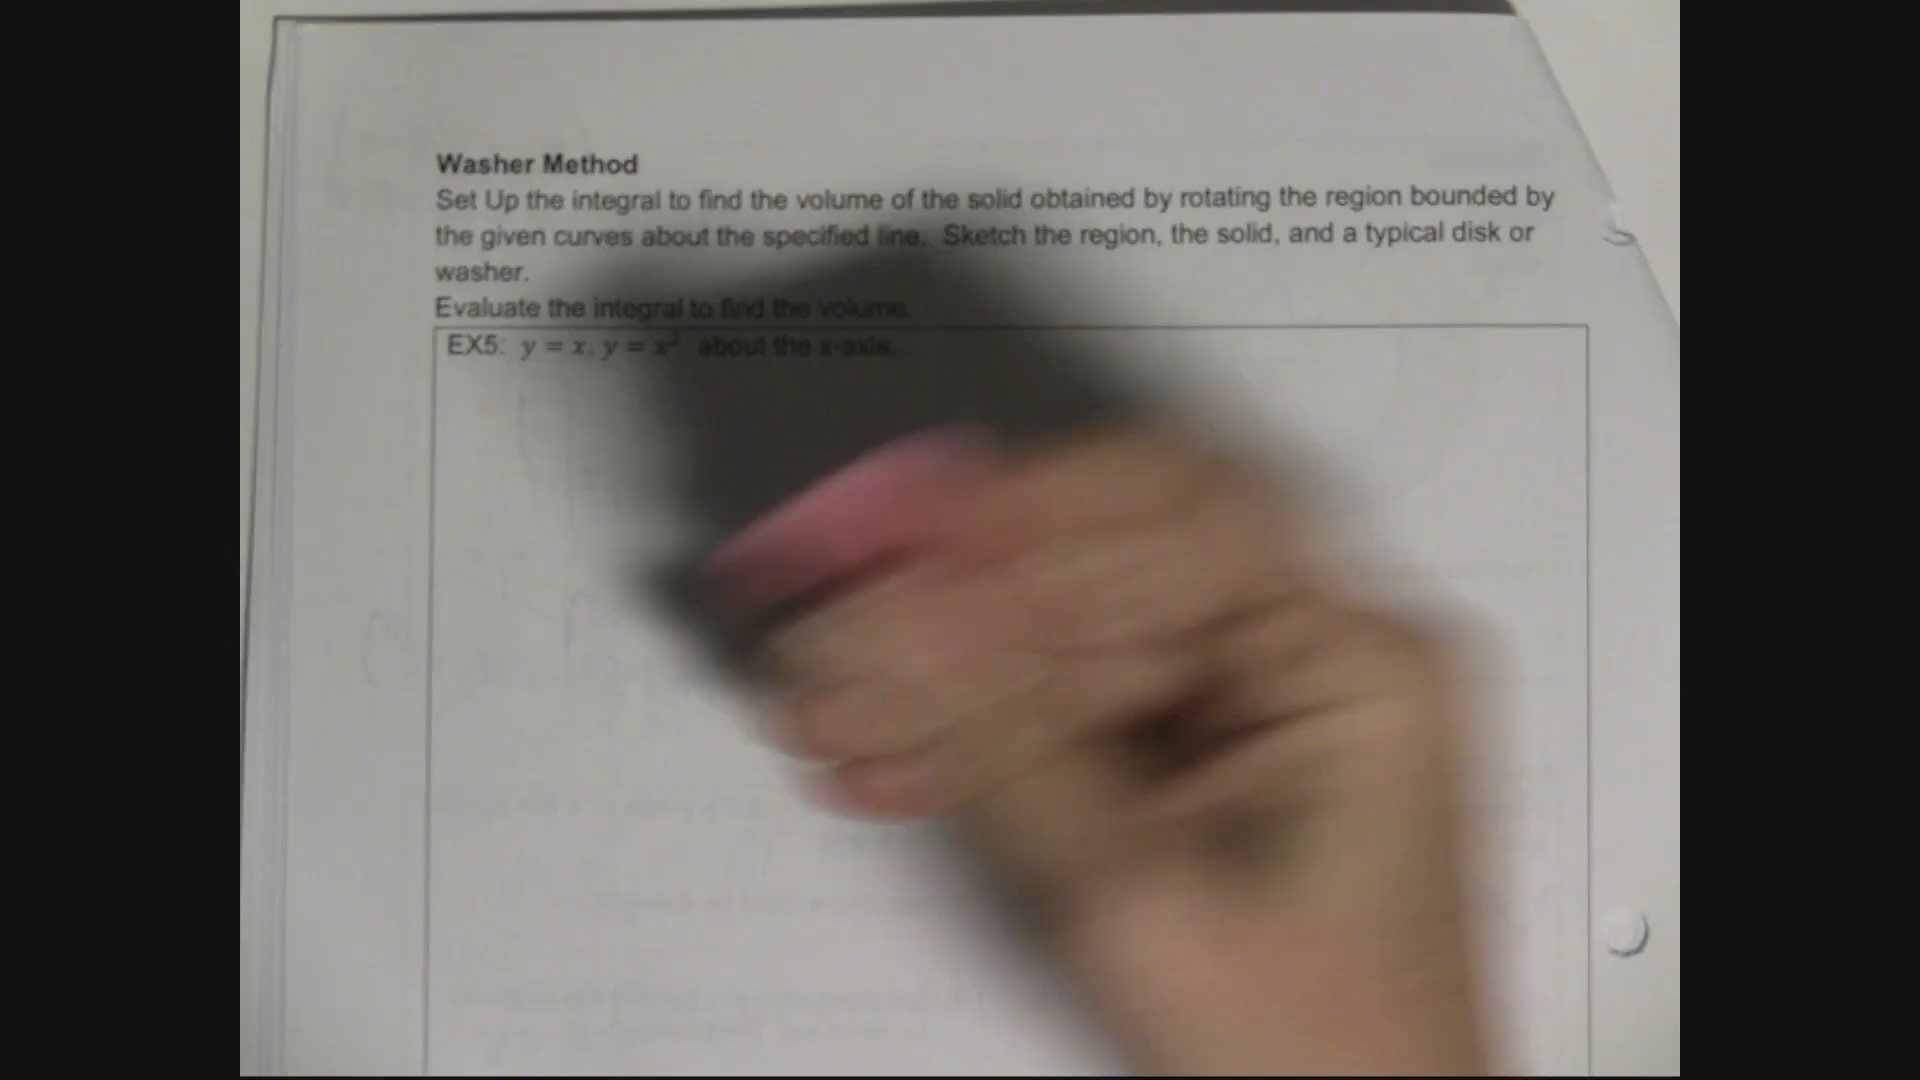 Washer Method
Set Up the integral to find the volume of the solid obtained by rotating the region bounded by
the given curves about the specified line. Sketch the region, the solid, and a typical disk or
washer.
Evaluate the integral to find the volume.
EX5: y = x, y = x² about the x-axis.